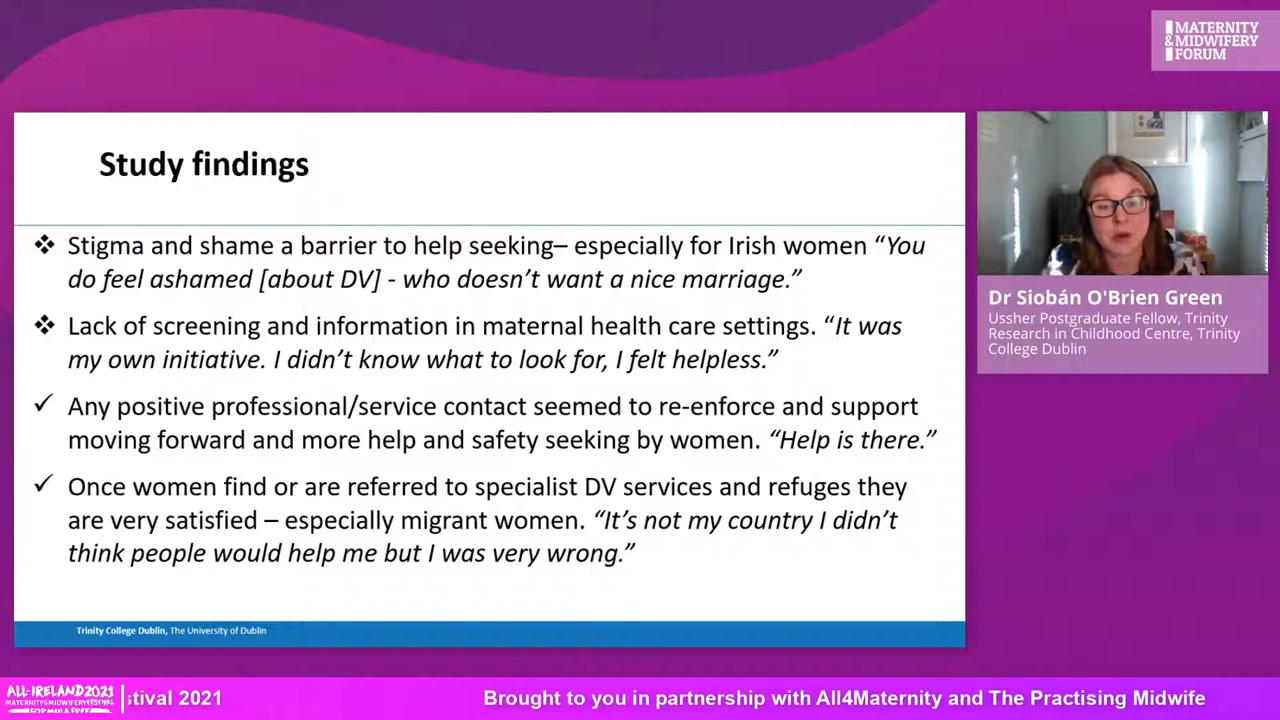 MATERNITY
&MIDWIFERY
FORUM
Study findings
❖ Stigma and shame a barrier to help seeking– especially for Irish women “You
do feel ashamed [about DV] - who doesn’t want a nice marriage.”
❖ Lack of screening and information in maternal health care settings. “It was
my own initiative. I didn’t know what to look for, I felt helpless.”
✓ Any positive professional/service contact seemed to re-enforce and support
moving forward and more help and safety seeking by women. “Help is there.”
✓ Once women find or are referred to specialist DV services and refuges they
are very satisfied – especially migrant women. “It’s not my country I didn’t
think people would help me but I was very wrong.”
Trinity College Dublin, The University of Dublin
Dr Siobán O'Brien Green
Ussher Postgraduate Fellow, Trinity
Research in Childhood Centre, Trinity
College Dublin
ALL-IRELAND2021
MATERNITY&MIDWIFERYFESTIVAL
FORMULA FREE
stival 2021
Brought to you in partnership with All4Maternity and The Practising Midwife